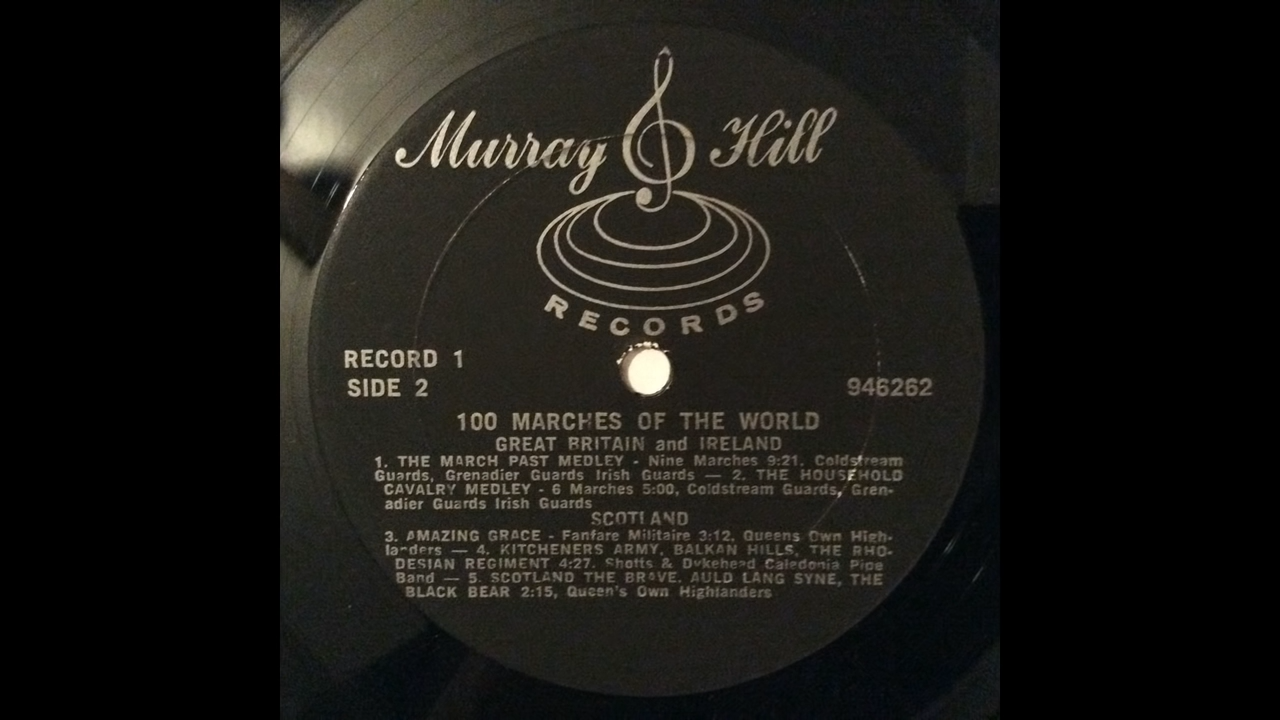 Murray Hill
RECORDS
RECORD 1
SIDE 2
946262
100 MARCHES OF THE WORLD
GREAT BRITAIN and IRELAND
1. THE MARCH PAST MEDLEY - Nine Marches 9:21, Coldstream
Guards, Grenadier Guards Irish Guards — 2. THE HOUSEHOLD
CAVALRY MEDLEY - 6 Marches 5:00, Coldstream Guards, Gren-
adier Guards Irish Guards
SCOTLAND
3. AMAZING GRACE - Fanfare Militaire 3:12, Queens Own High-
landers — 4. KITCHENERS ARMY, BALKAN HILLS, THE RHO-
DESIAN REGIMENT 4:27, Shotts & Dykehead Caledonia Pipe
Band — 5. SCOTLAND THE BRAVE, AULD LANG SYNE, THE
BLACK BEAR 2:15, Queen's Own Highlanders